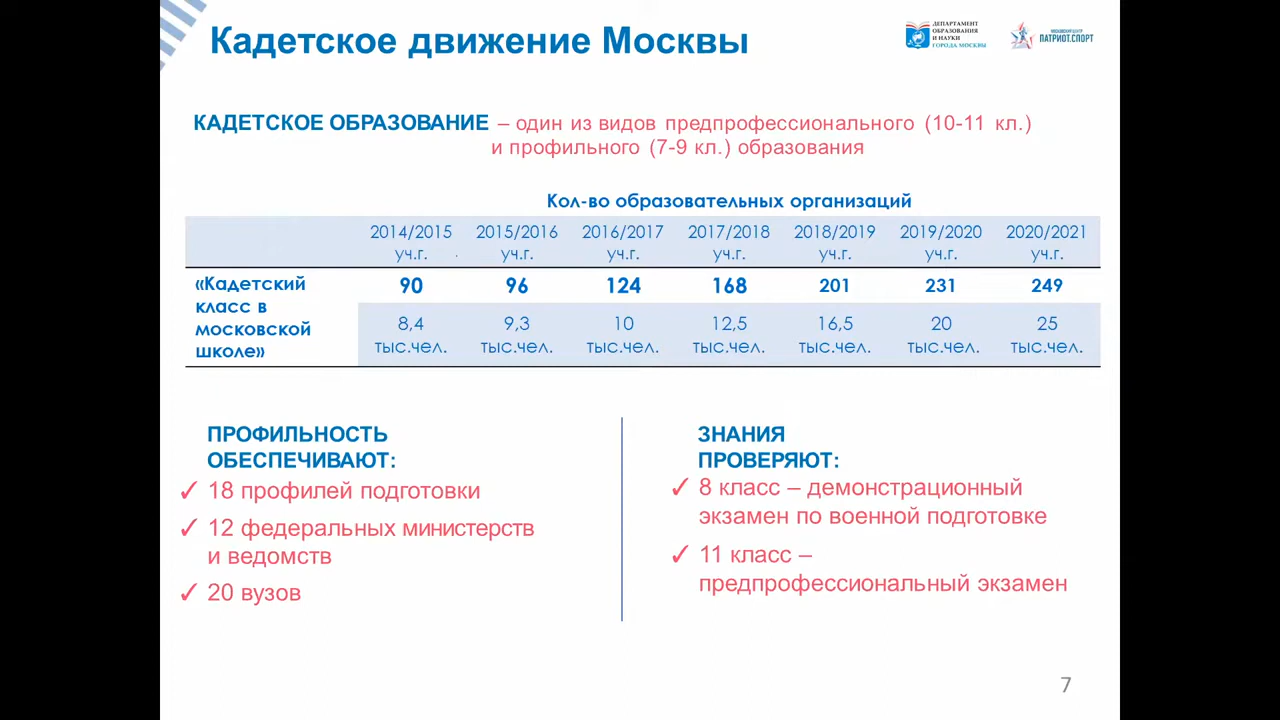 Кадетское движение Москвы
ДЕПАРТАМЕНТ
ОБРАЗОВАНИЯ
И НАУКИ
ГОРОДА МОСКВЫ
МОСКОВСКИЙ ЦЕНТР
ПАТРИОТ.СПОРТ
КАДЕТСКОЕ ОБРАЗОВАНИЕ – один из видов предпрофессионального (10-11 кл.)
и профильного (7-9 кл.) образования
Кол-во образовательных организаций
2014/2015 2015/2016 2016/2017 2017/2018 2018/2019 2019/2020 2020/2021
уч.г. уч.г. уч.г. уч.г. уч.г. уч.г. уч.г.
«Кадетский
класс в
московской
школе»
90 96 124 168 201 231 249
8,4 9,3 10 12,5 16,5 20 25
тыс.чел. тыс.чел. тыс.чел. тыс.чел. тыс.чел. тыс.чел. тыс.чел.
ПРОФИЛЬНОСТЬ
ОБЕСПЕЧИВАЮТ:
✓ 18 профилей подготовки
✓ 12 федеральных министерств
и ведомств
✓ 20 вузов
ЗНАНИЯ
ПРОВЕРЯЮТ:
✓ 8 класс – демонстрационный
экзамен по военной подготовке
✓ 11 класс –
предпрофессиональный экзамен
7